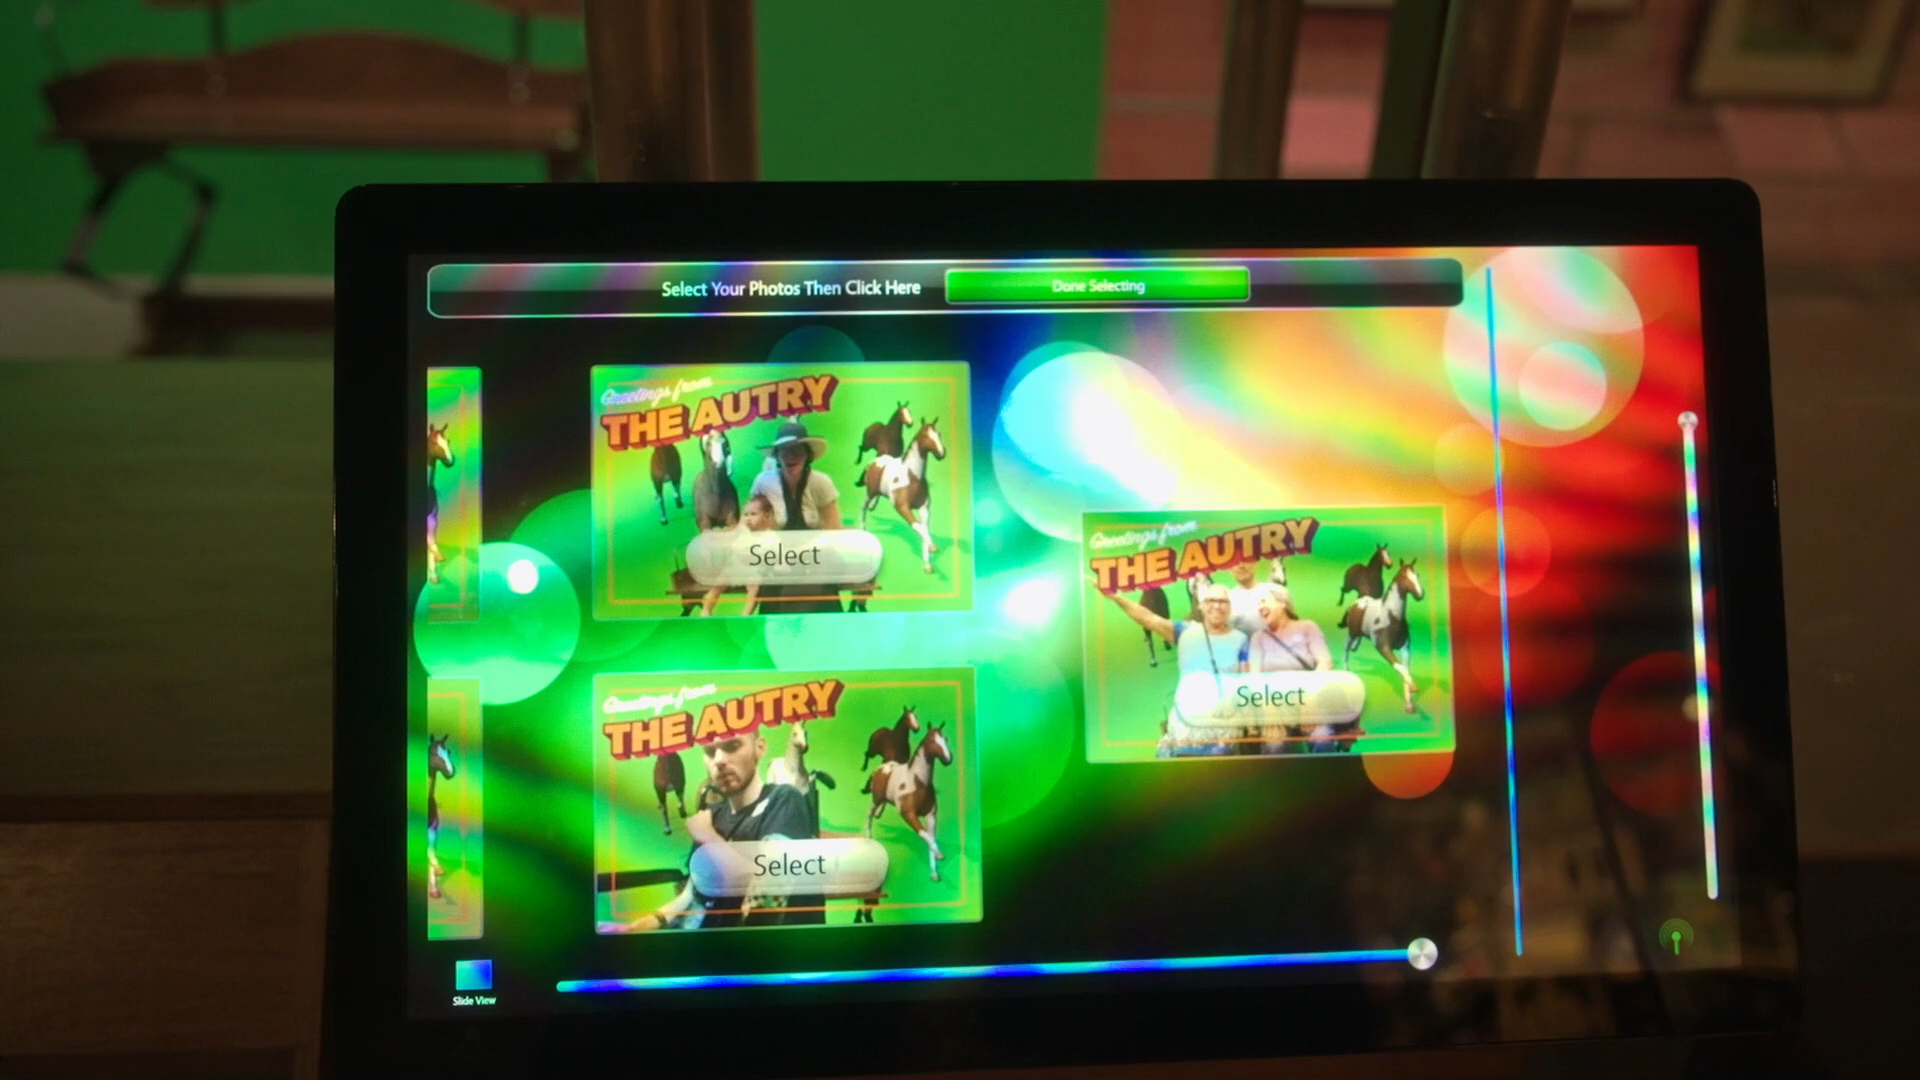 Select Your Photos Then Click Here
Done Selecting
Greetings from
THE AUTRY
Select
Greetings from
THE AUTRY
Select
Greetings from
THE AUTRY
Select
Slide View